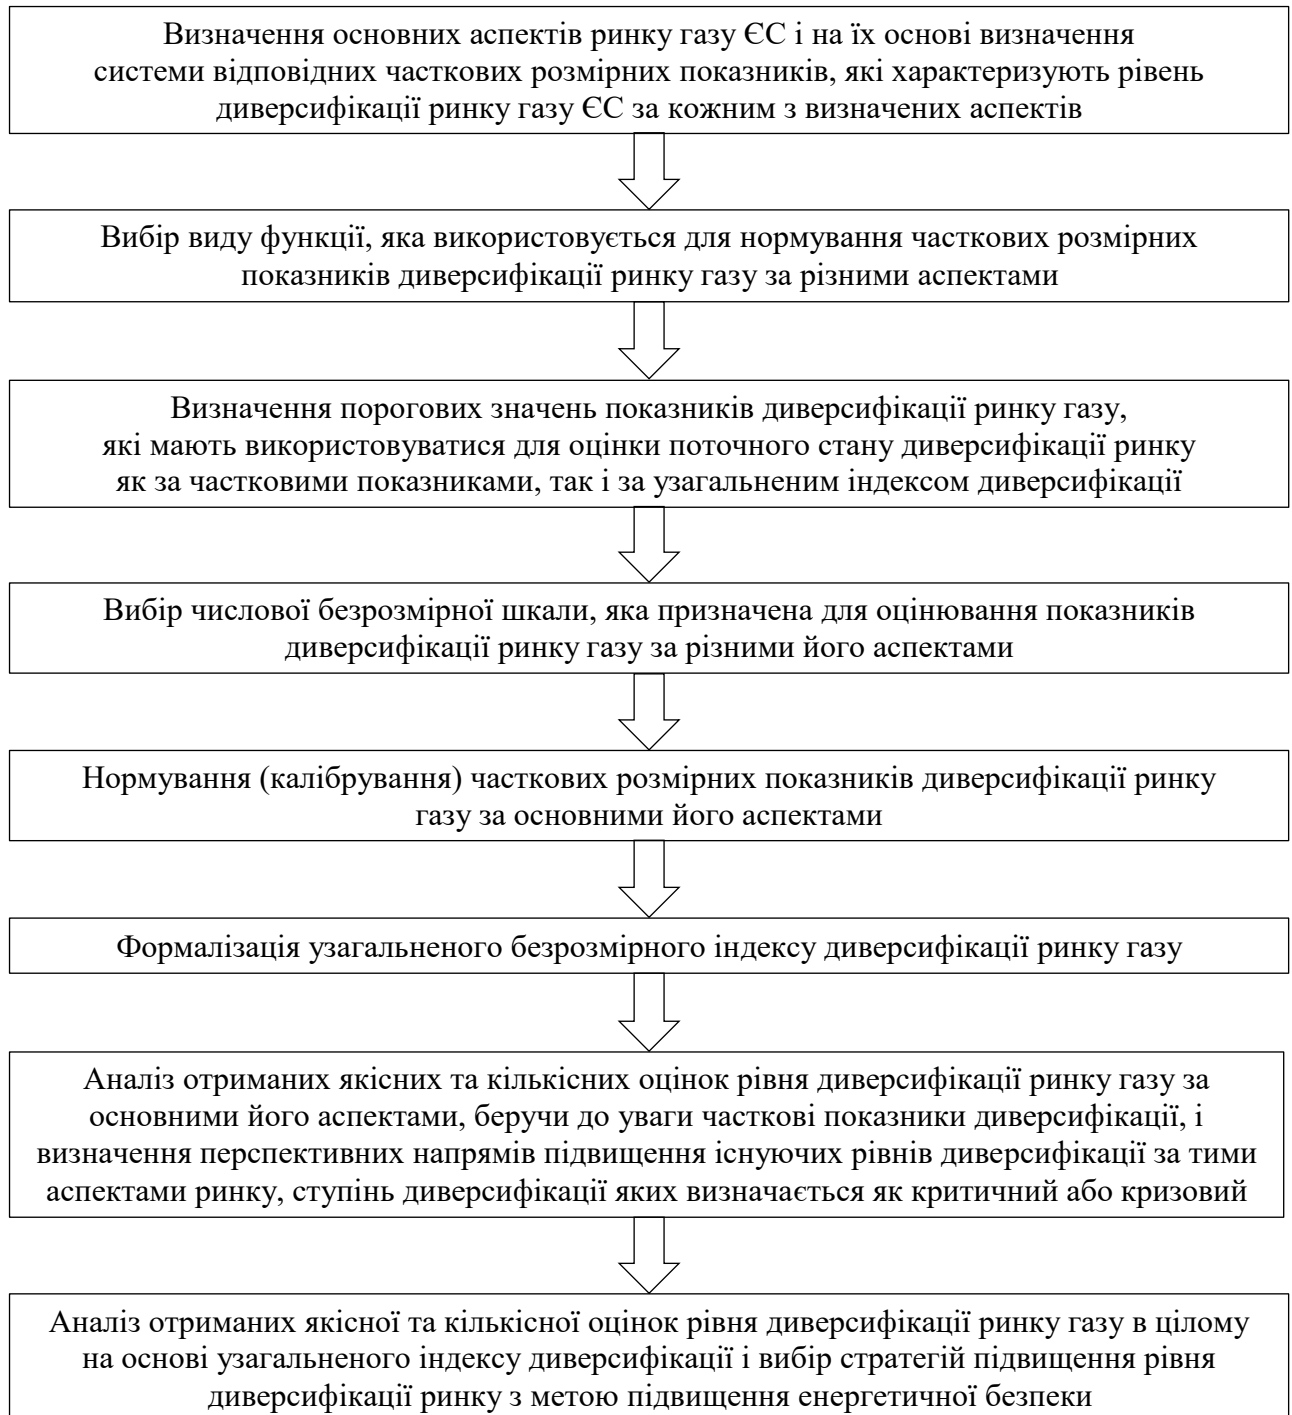 Визначення основних аспектів ринку газу ЄС і на їх основі визначення
системи відповідних часткових розмірних показників, які характеризують рівень
диверсифікації ринку газу ЄС за кожним з визначених аспектів
Вибір виду функції, яка використовується для нормування часткових розмірних
показників диверсифікації ринку газу за різними аспектами
Визначення порогових значень показників диверсифікації ринку газу,
які мають використовуватися для оцінки поточного стану диверсифікації ринку
як за частковими показниками, так і за узагальненим індексом диверсифікації
Вибір числової безрозмірної шкали, яка призначена для оцінювання показників
диверсифікації ринку газу за різними його аспектами
Нормування (калібрування) часткових розмірних показників диверсифікації ринку
газу за основними його аспектами
Формалізація узагальненого безрозмірного індексу диверсифікації ринку газу
Аналіз отриманих якісних та кількісних оцінок рівня диверсифікації ринку газу за
основними його аспектами, беручи до уваги часткові показники диверсифікації, і
визначення перспективних напрямів підвищення існуючих рівнів диверсифікації за тими
аспектами ринку, ступінь диверсифікації яких визначається як критичний або кризовий
Аналіз отриманих якісної та кількісної оцінок рівня диверсифікації ринку газу в цілому
на основі узагальненого індексу диверсифікації і вибір стратегій підвищення рівня
диверсифікації ринку з метою підвищення енергетичної безпеки